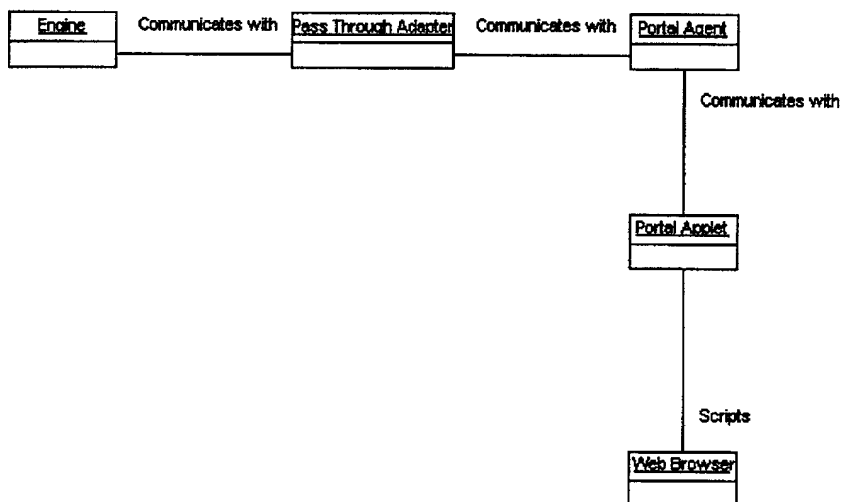 Engine
Communicates with
Pass Through Adapter
Communicates with
Portal Agent
Communicates with
Portal Applet
Scripts
Web Browser